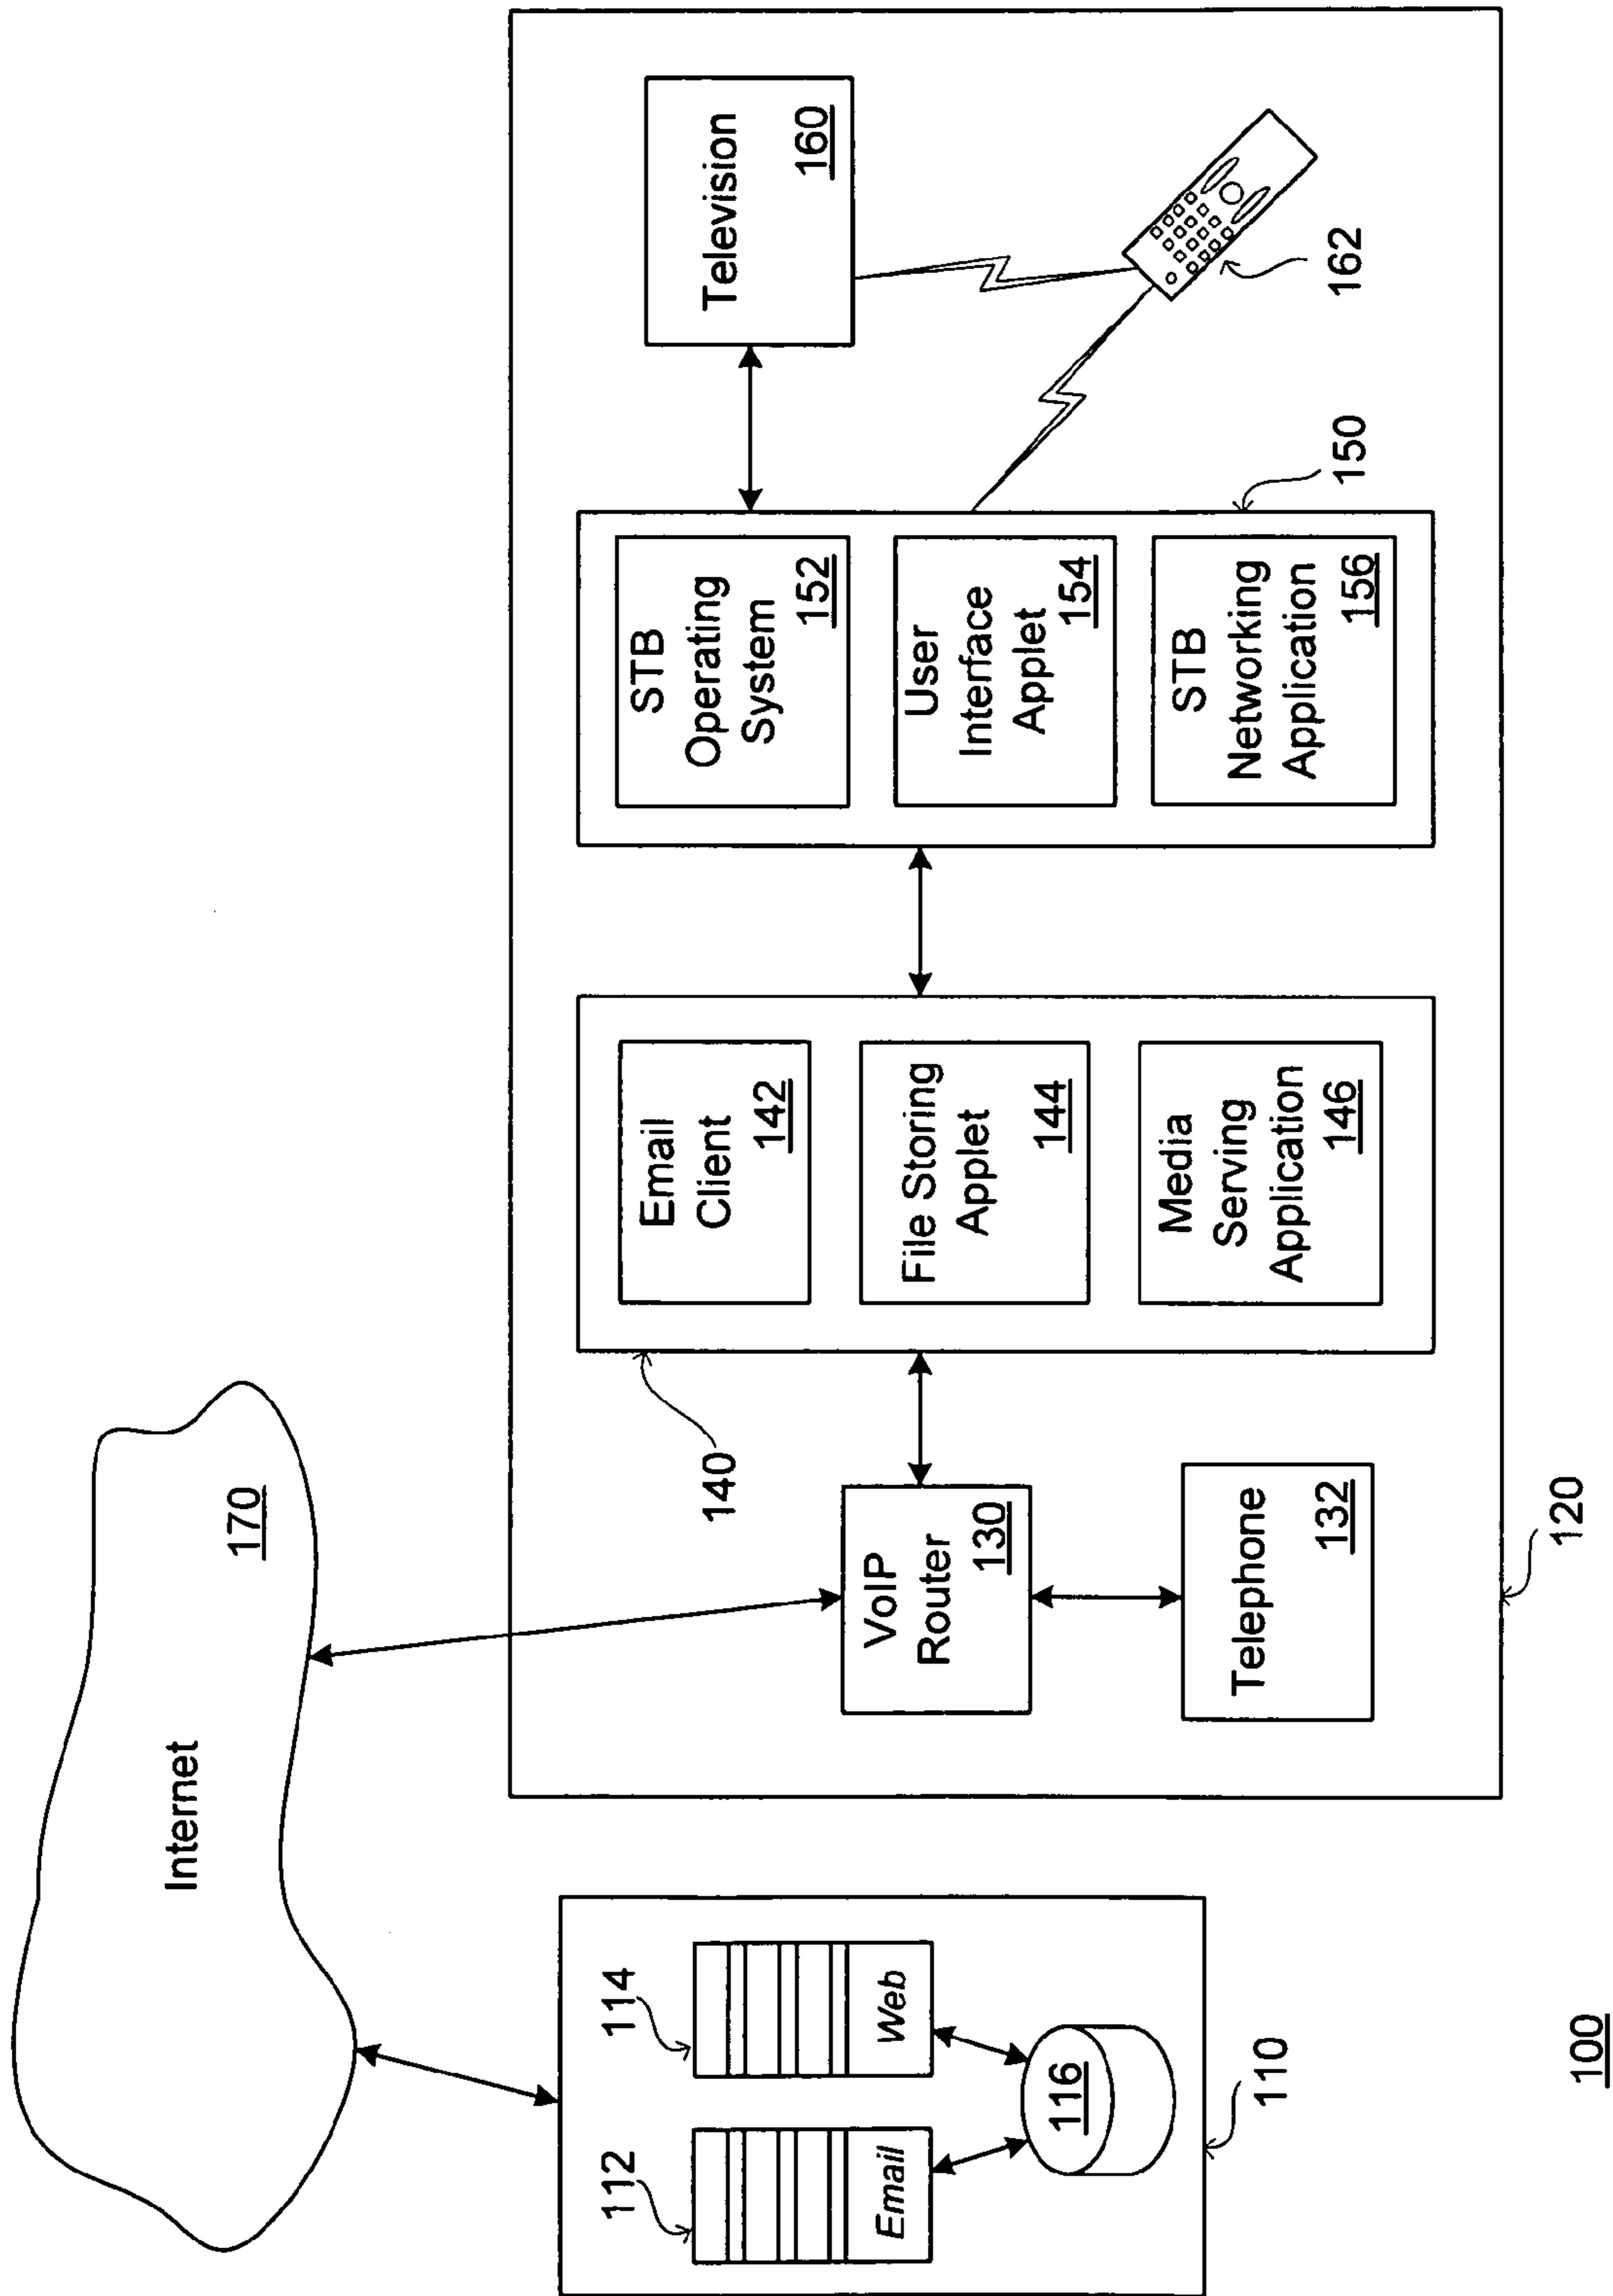 Internet
170
112
114
Email
Web
116
110
100
VoIP
Router
130
Telephone
132
120
140
Email
Client
142
File Storing
Applet
144
Media
Serving
Application
146
STB
Operating
System
152
User
Interface
Applet
154
STB
Networking
Application
156
150
Television
160
162